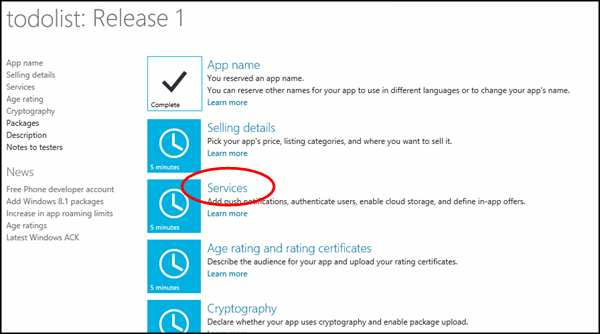 todolist: Release 1
App name
Selling details
Services
Age rating
Cryptography
Packages
Description
Notes to testers
News
Free Phone developer account
Add Windows 8.1 packages
Increase in app roaming limits
Age ratings
Latest Windows ACK
Complete
App name
You reserved an app name.
You can reserve other names for your app to use in different languages or to change your app's name.
Learn more
5 minutes
Selling details
Pick your app's price, listing categories, and where you want to sell it.
Learn more
5 minutes
Services
Add push notifications, authenticate users, enable cloud storage, and define in-app offers.
Learn more
5 minutes
Age rating and rating certificates
Describe the audience for your app and upload your rating certificates.
Learn more
Cryptography
Declare whether your app uses cryptography and enable package upload.